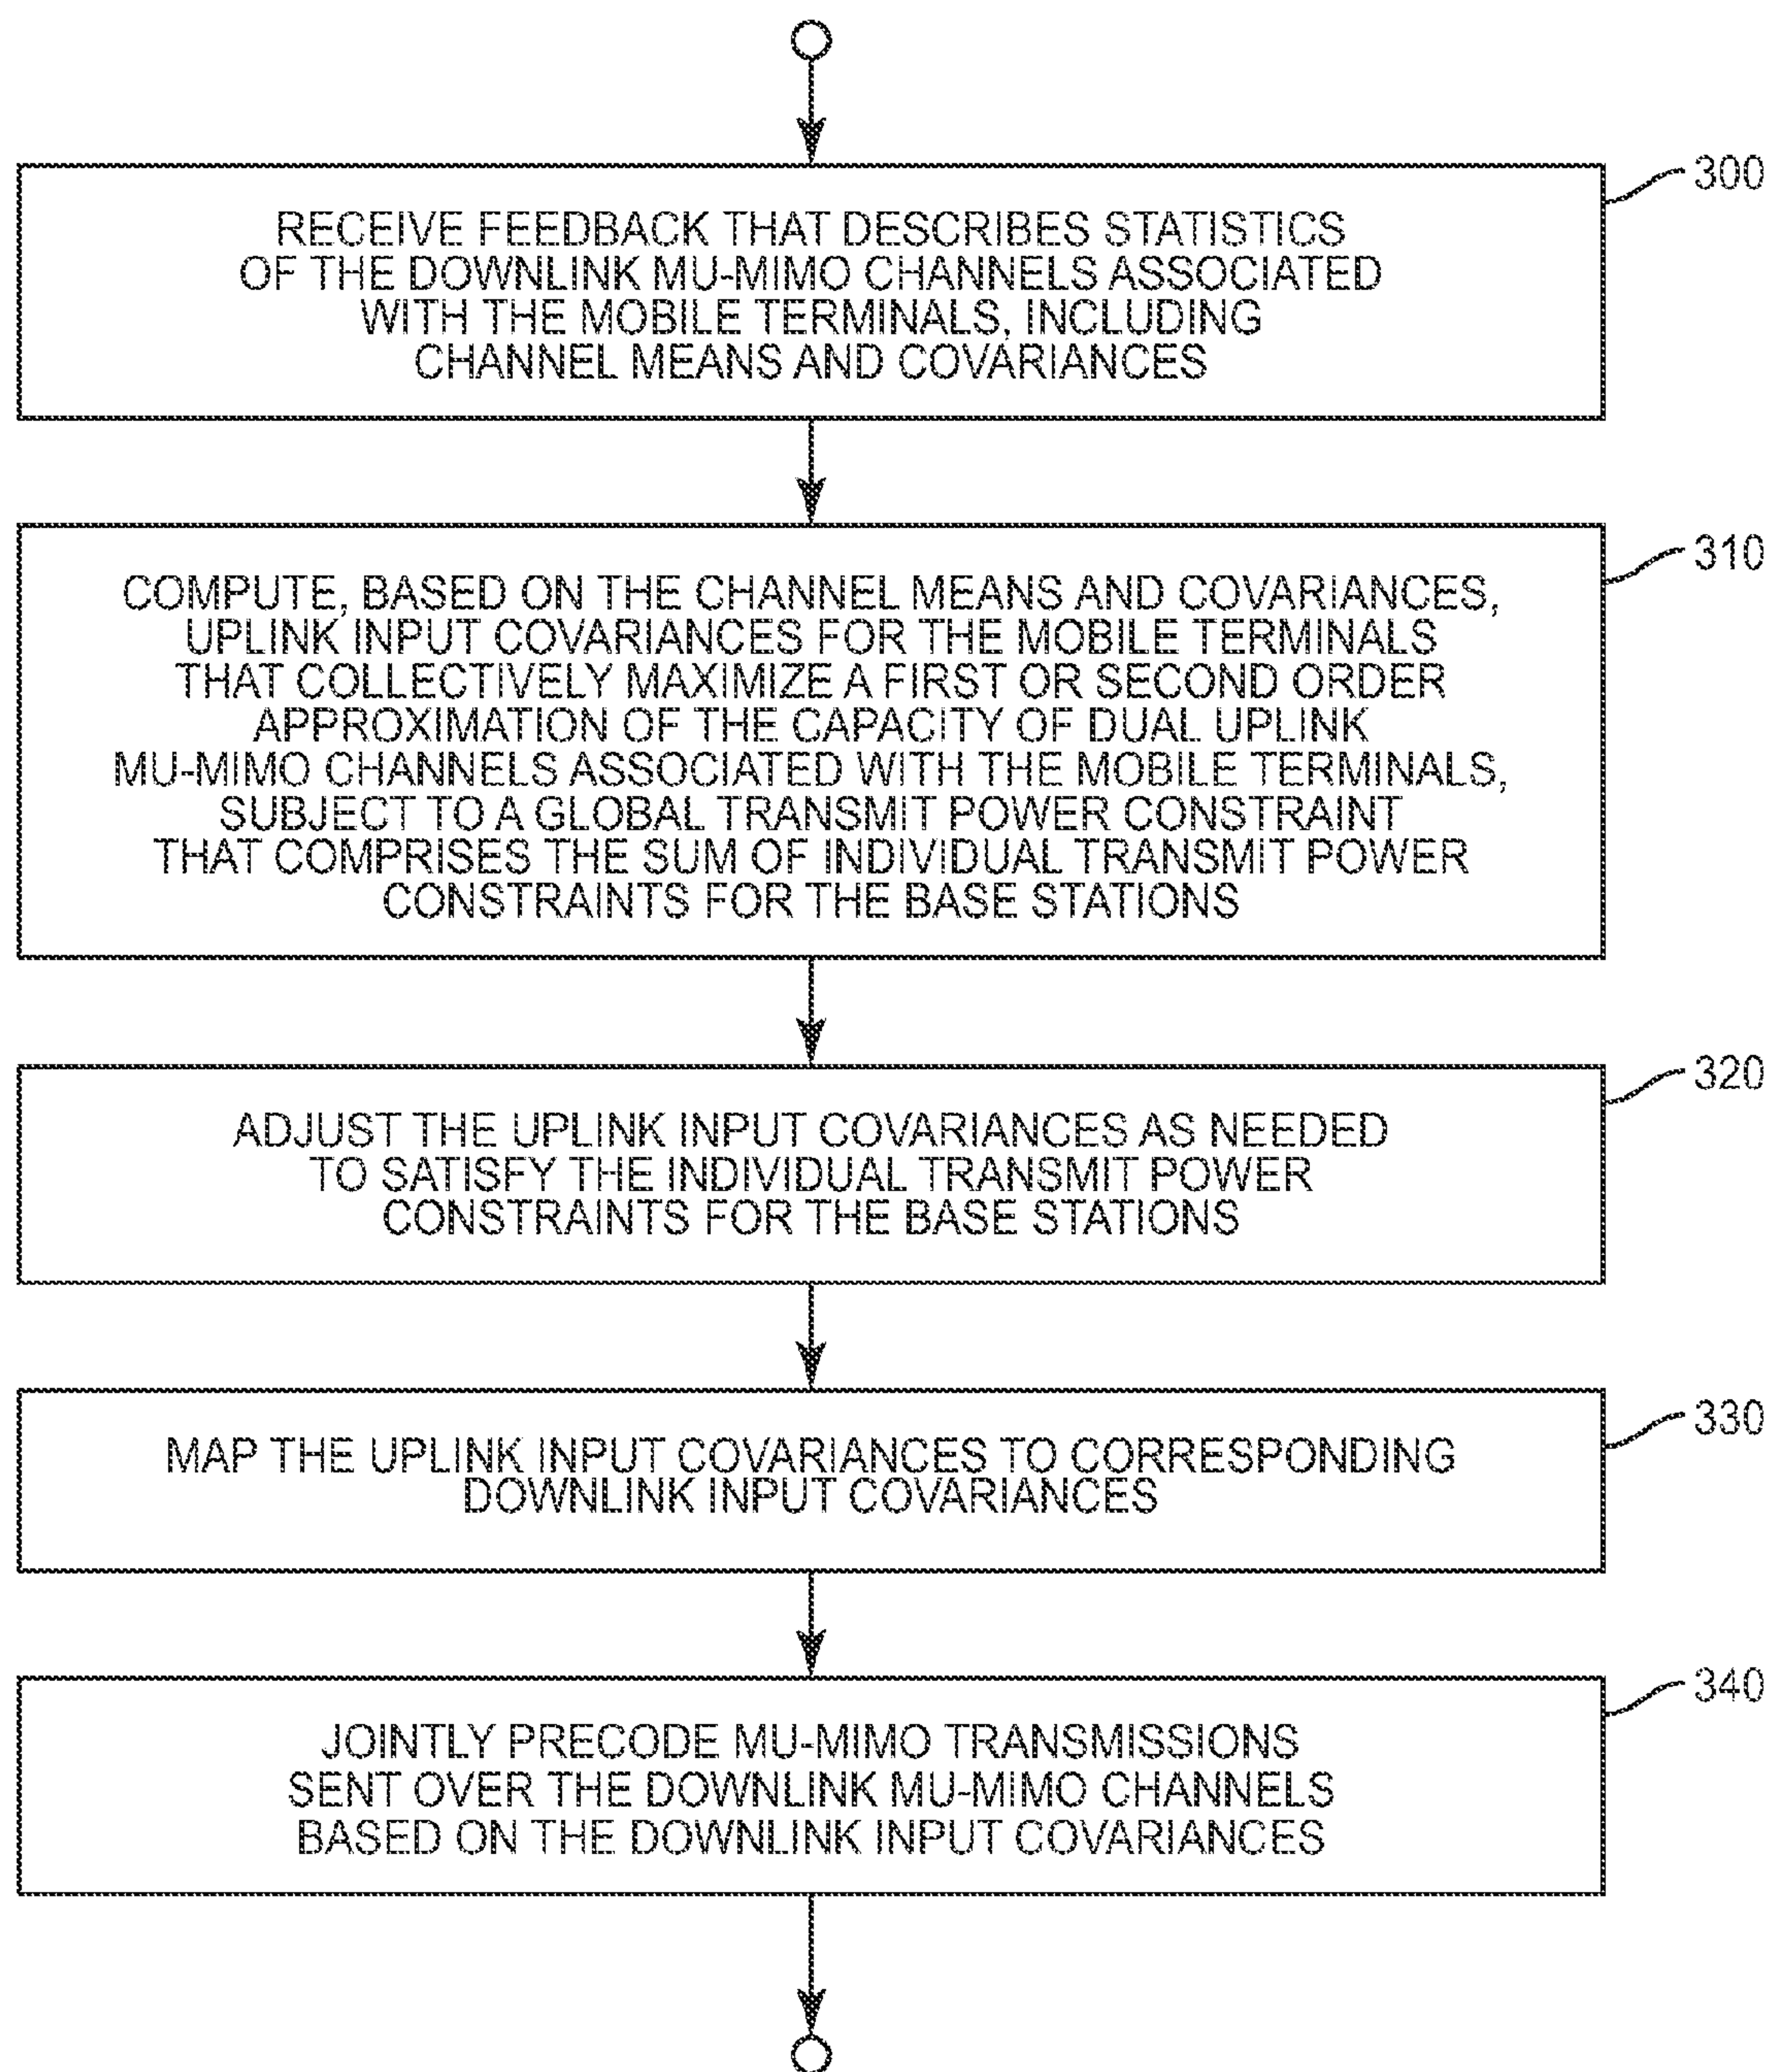 300
RECEIVE FEEDBACK THAT DESCRIBES STATISTICS
OF THE DOWNLINK MU-MIMO CHANNELS ASSOCIATED
WITH THE MOBILE TERMINALS, INCLUDING
CHANNEL MEANS AND COVARIANCES
310
COMPUTE, BASED ON THE CHANNEL MEANS AND COVARIANCES,
UPLINK INPUT COVARIANCES FOR THE MOBILE TERMINALS
THAT COLLECTIVELY MAXIMIZE A FIRST OR SECOND ORDER
APPROXIMATION OF THE CAPACITY OF DUAL UPLINK
MU-MIMO CHANNELS ASSOCIATED WITH THE MOBILE TERMINALS,
SUBJECT TO A GLOBAL TRANSMIT POWER CONSTRAINT
THAT COMPRISES THE SUM OF INDIVIDUAL TRANSMIT POWER
CONSTRAINTS FOR THE BASE STATIONS
320
ADJUST THE UPLINK INPUT COVARIANCES AS NEEDED
TO SATISFY THE INDIVIDUAL TRANSMIT POWER
CONSTRAINTS FOR THE BASE STATIONS
330
MAP THE UPLINK INPUT COVARIANCES TO CORRESPONDING
DOWNLINK INPUT COVARIANCES
340
JOINTLY PRECODE MU-MIMO TRANSMISSIONS
SENT OVER THE DOWNLINK MU-MIMO CHANNELS
BASED ON THE DOWNLINK INPUT COVARIANCES